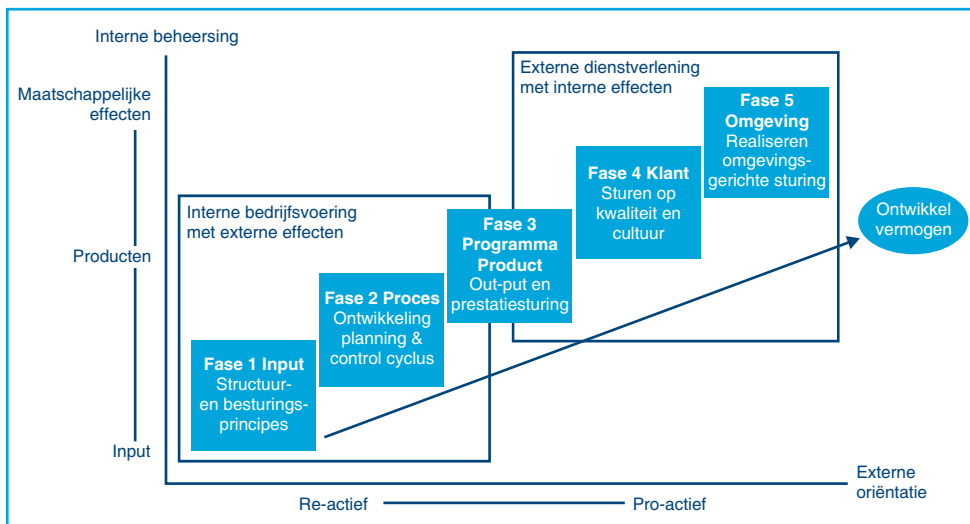 Interne beheersing
Maatschappelijke
effecten
Producten
Input
Externe dienstverlening
met interne effecten
Fase 5
Omgeving
Realiseren
omgevings-
gerichte sturing
Fase 4 Klant
Sturen op
kwaliteit en
cultuur
Interne bedrijfsvoering
met externe effecten
Fase 3
Programma
Product
Out-put en
prestatiesturing
Fase 2 Proces
Ontwikkeling
planning &
control cyclus
Fase 1 Input
Structuur-
en besturings-
principes
Ontwikkel
vermogen
Externe
oriëntatie
Re-actief
Pro-actief